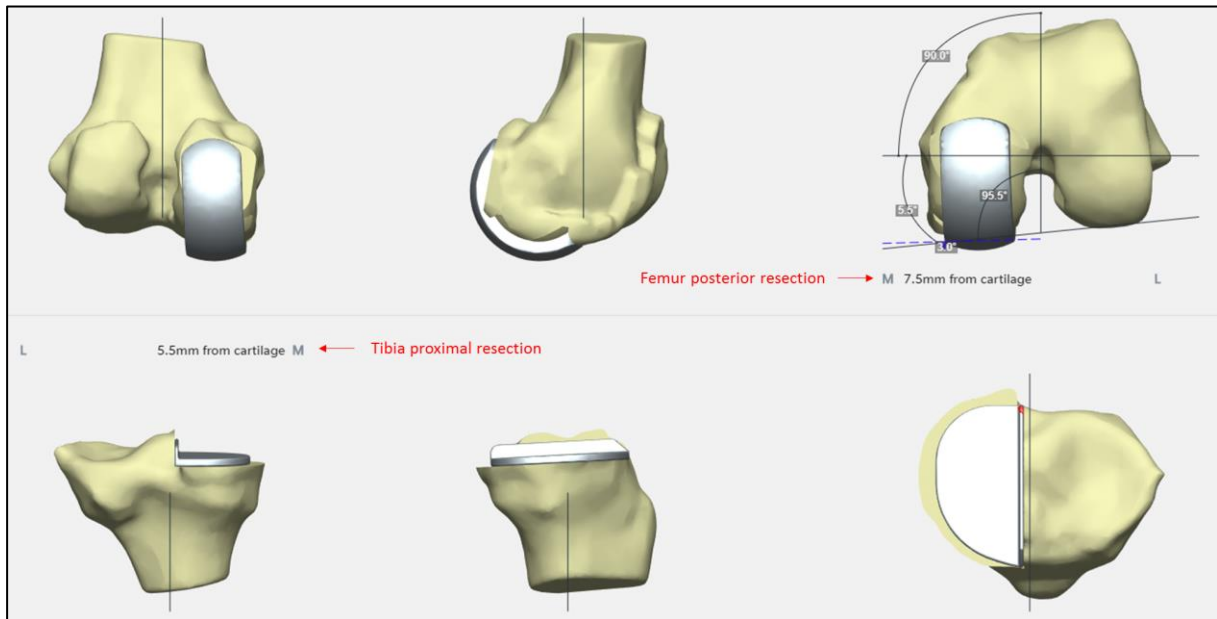 90.0°
5.5°
95.5°
3.0°
Femur posterior resection M 7.5mm from cartilage L
L 5.5mm from cartilage M Tibia proximal resection